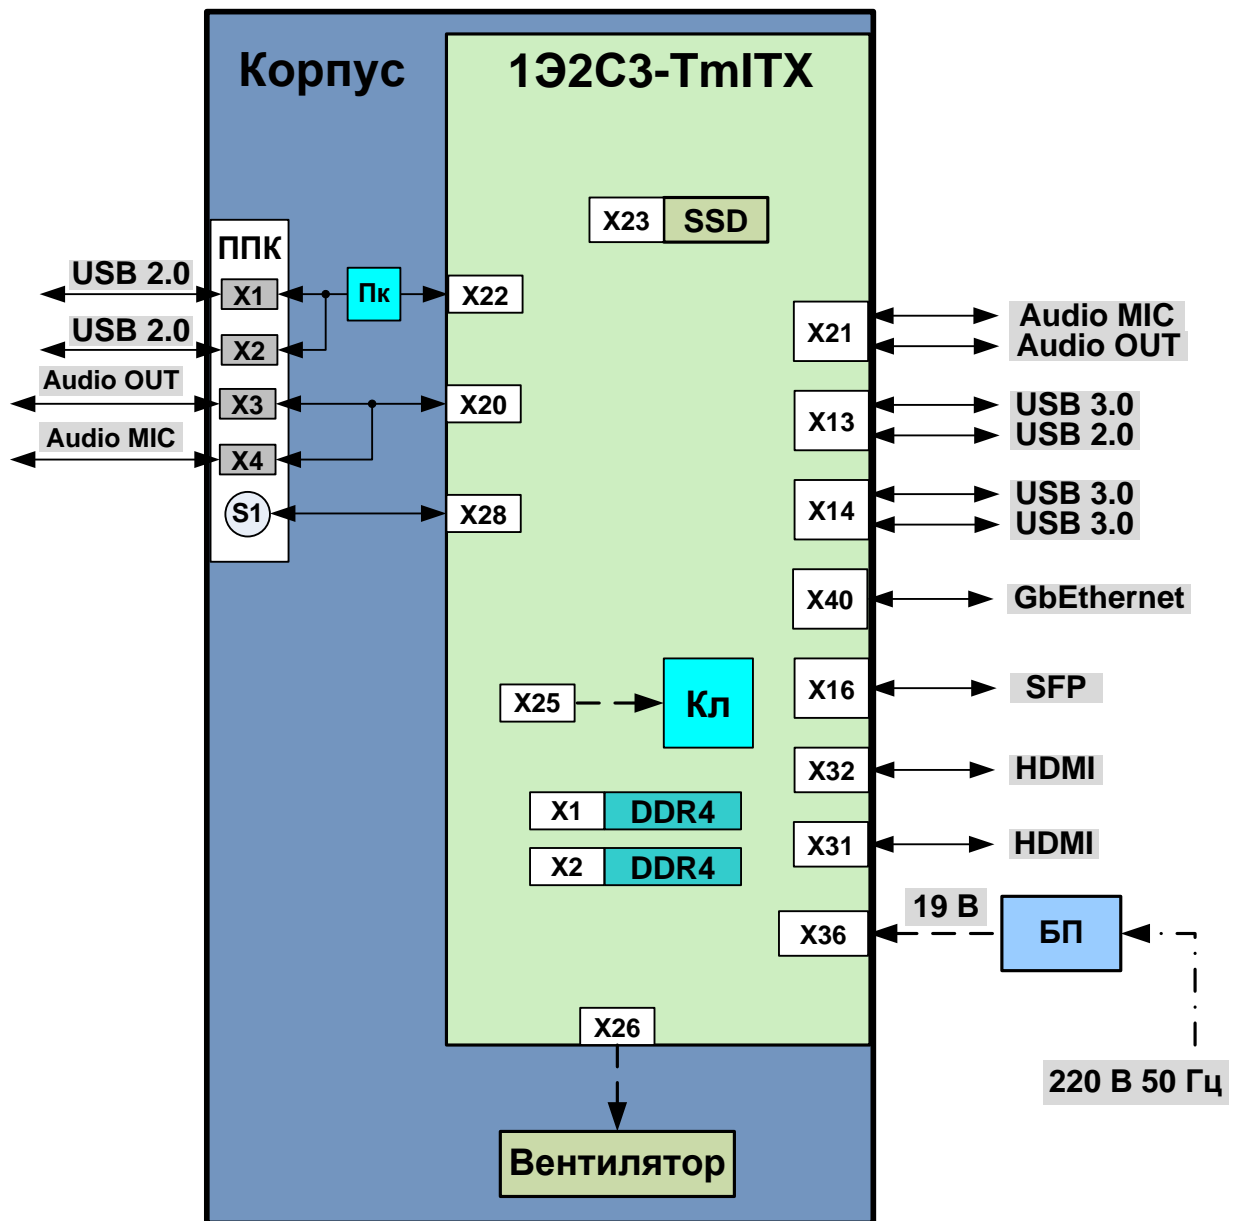 Корпус
1Э2С3-TmITX
X23
SSD
ППК
USB 2.0
X1
Пк
X22
USB 2.0
X2
Audio OUT
X3
X20
Audio MIC
X4
S1
X28
X21
Audio MIC
Audio OUT
X13
USB 3.0
USB 2.0
X14
USB 3.0
USB 3.0
X40
GbEthernet
X25
Кл
X16
SFP
X32
HDMI
X1
DDR4
X31
HDMI
X2
DDR4
X36
19 В
БП
X26
220 В 50 Гц
Вентилятор